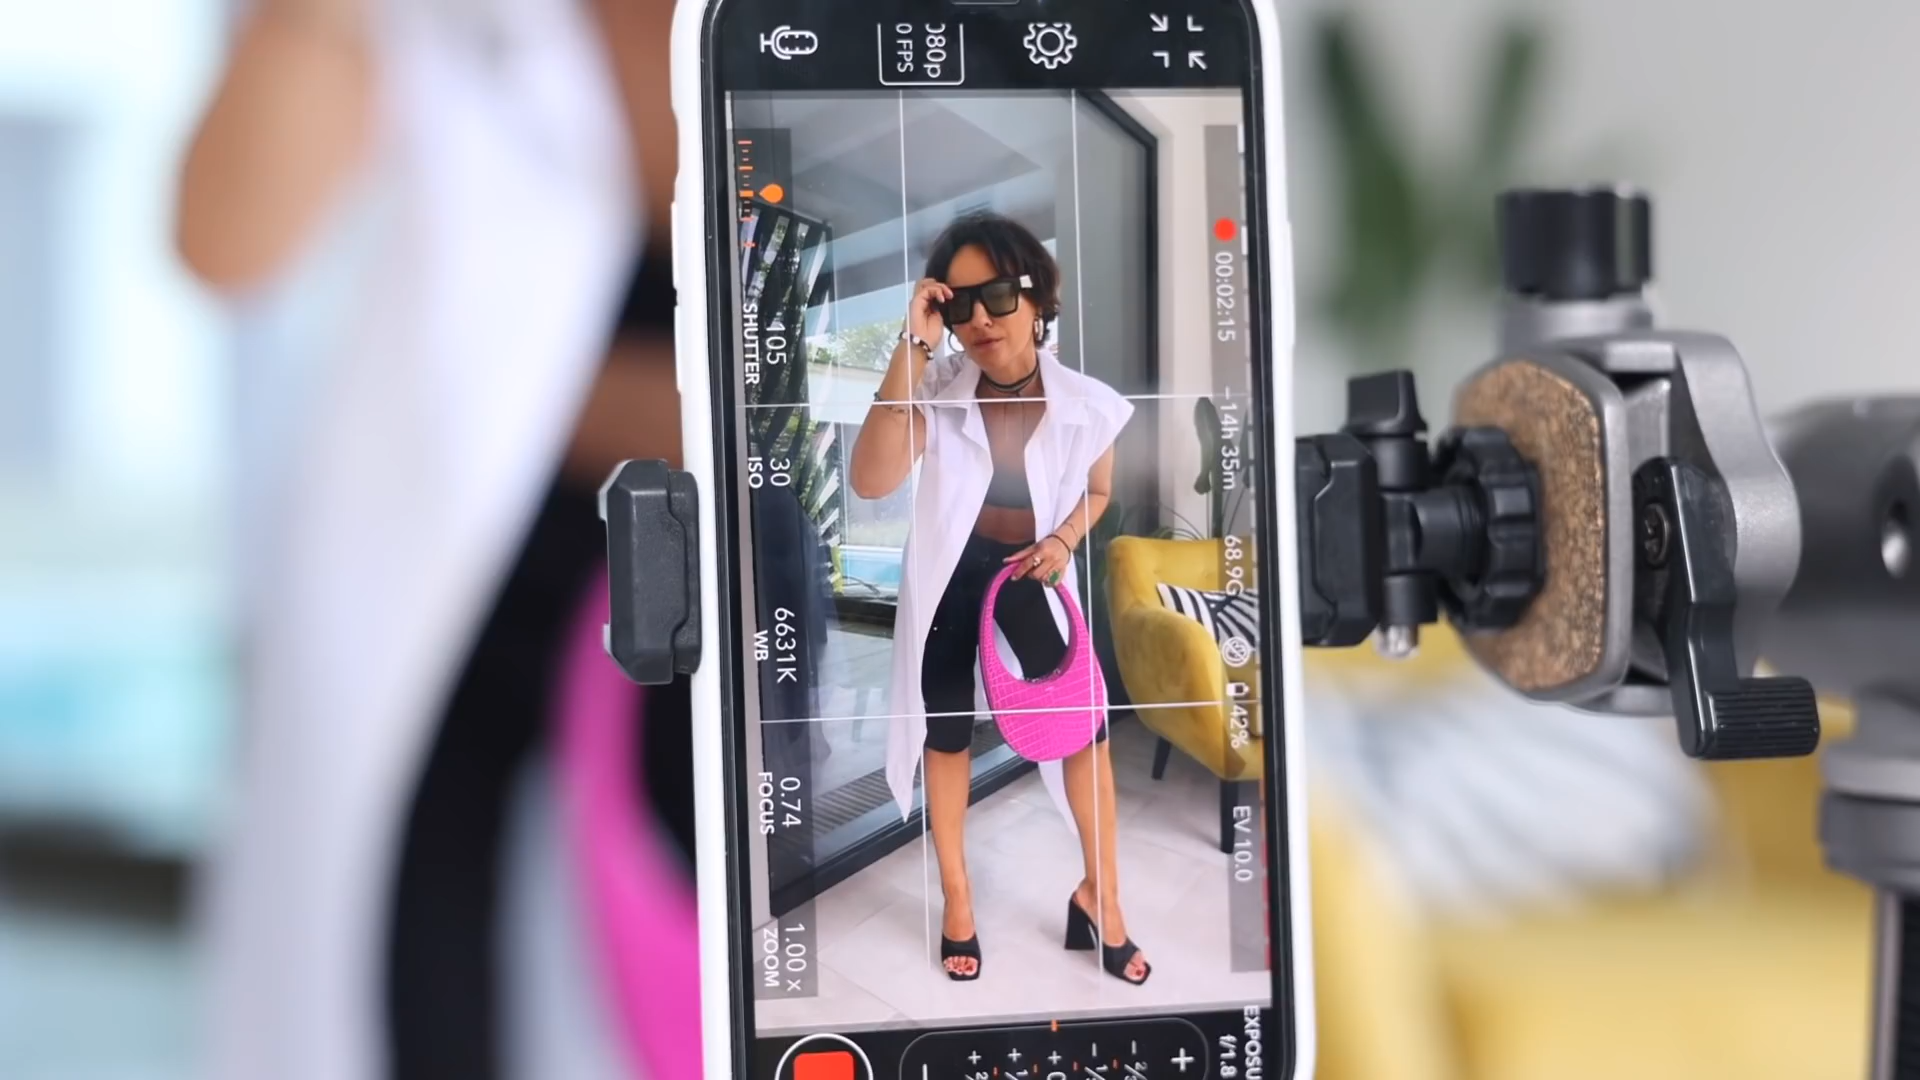 080p
0 FPS
105
SHUTTER
30
ISO
6631K
WB
0.74
FOCUS
1.00 x
ZOOM
00:02:15
-14h 35m
68.9G
42%
EV 10.0
EXPOSU
f/1.8